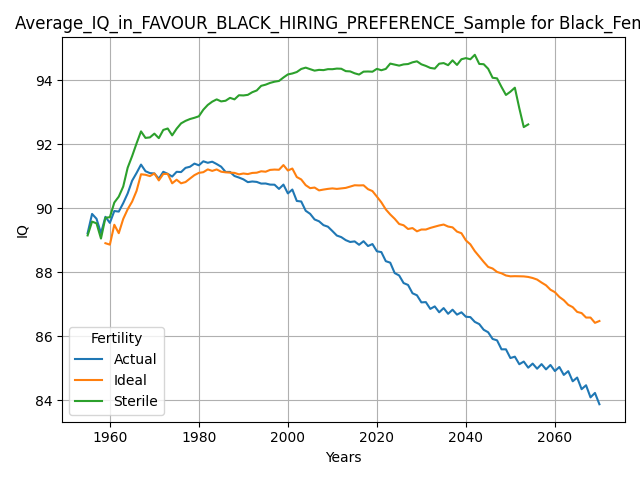 Average_IQ_in_FAVOUR_BLACK_HIRING_PREFERENCE_Sample for Black_Fem
IQ
94
92
90
88
86
84
Fertility
Actual
Ideal
Sterile
1960 1980 2000 2020 2040 2060
Years